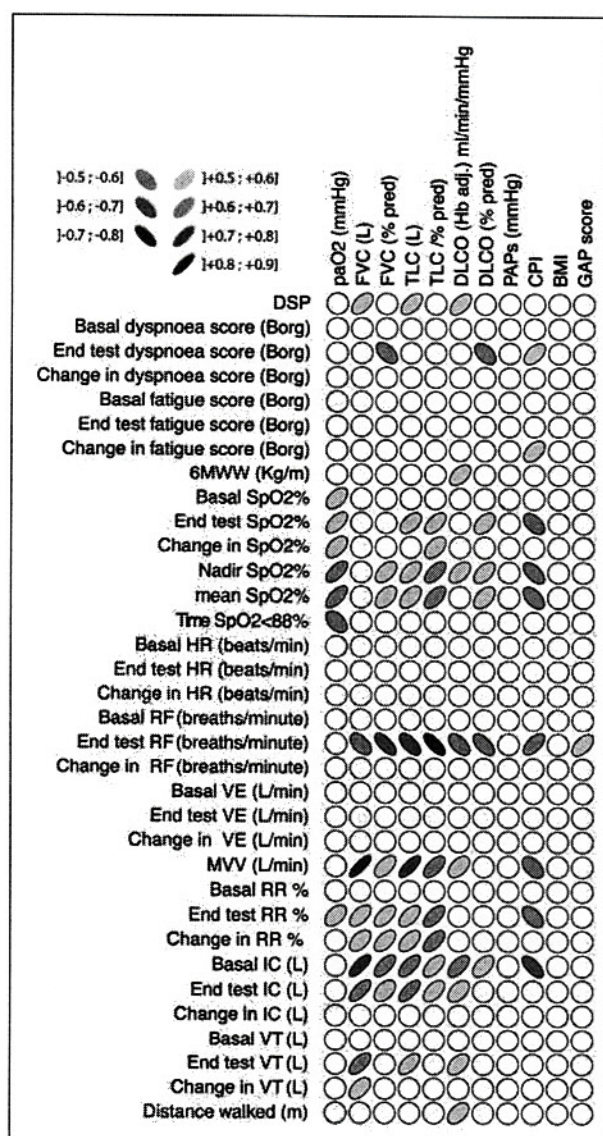 ]-0.5 ; -0.6] ]+0.5 ; +0.6]
]-0.6 ; -0.7] ]+0.6 ; +0.7]
]-0.7 ; -0.8] ]+0.7 ; +0.8]
]+0.8 ; +0.9]
paO2 (mmHg)
FVC (L)
FVC (% pred)
TLC (L)
TLC /% pred)
DLCO (Hb adj.) ml/min/mmHg
DLCO (% pred)
PAPs (mmHg)
CPI
BMI
GAP score
DSP
Basal dyspnoea score (Borg)
End test dyspnoea score (Borg)
Change in dyspnoea score (Borg)
Basal fatigue score (Borg)
End test fatigue score (Borg)
Change in fatigue score (Borg)
6MWW (Kg/m)
Basal SpO2%
End test SpO2%
Change in SpO2%
Nadir SpO2%
mean SpO2%
Time SpO2<88%
Basal HR (beats/min)
End test HR (beats/min)
Change in HR (beats/min)
Basal RF (breaths/minute)
End test RF (breaths/minute)
Change in RF (breaths/minute)
Basal VE (L/min)
End test VE (L/min)
Change in VE (L/min)
MVV (L/min)
Basal RR %
End test RR %
Change in RR %
Basal IC (L)
End test IC (L)
Change in IC (L)
Basal VT (L)
End test VT (L)
Change in VT (L)
Distance walked (m)